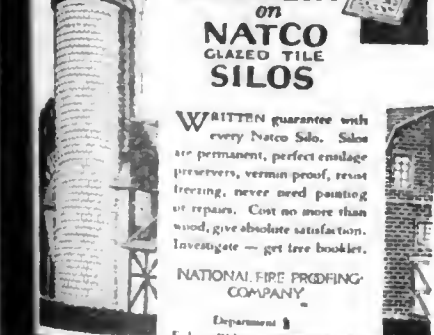 on
NATCO
GLAZED TILE
SILOS
WRITTEN guarantee with
every Natco Silo. Silos
are permanent, perfect ensilage
preservers, vermin proof, resist
freezing, never need painting
or repairs. Cost no more than
wood, give absolute satisfaction.
Investigate — get free booklet.
NATIONAL FIRE PROOFING
COMPANY
Department